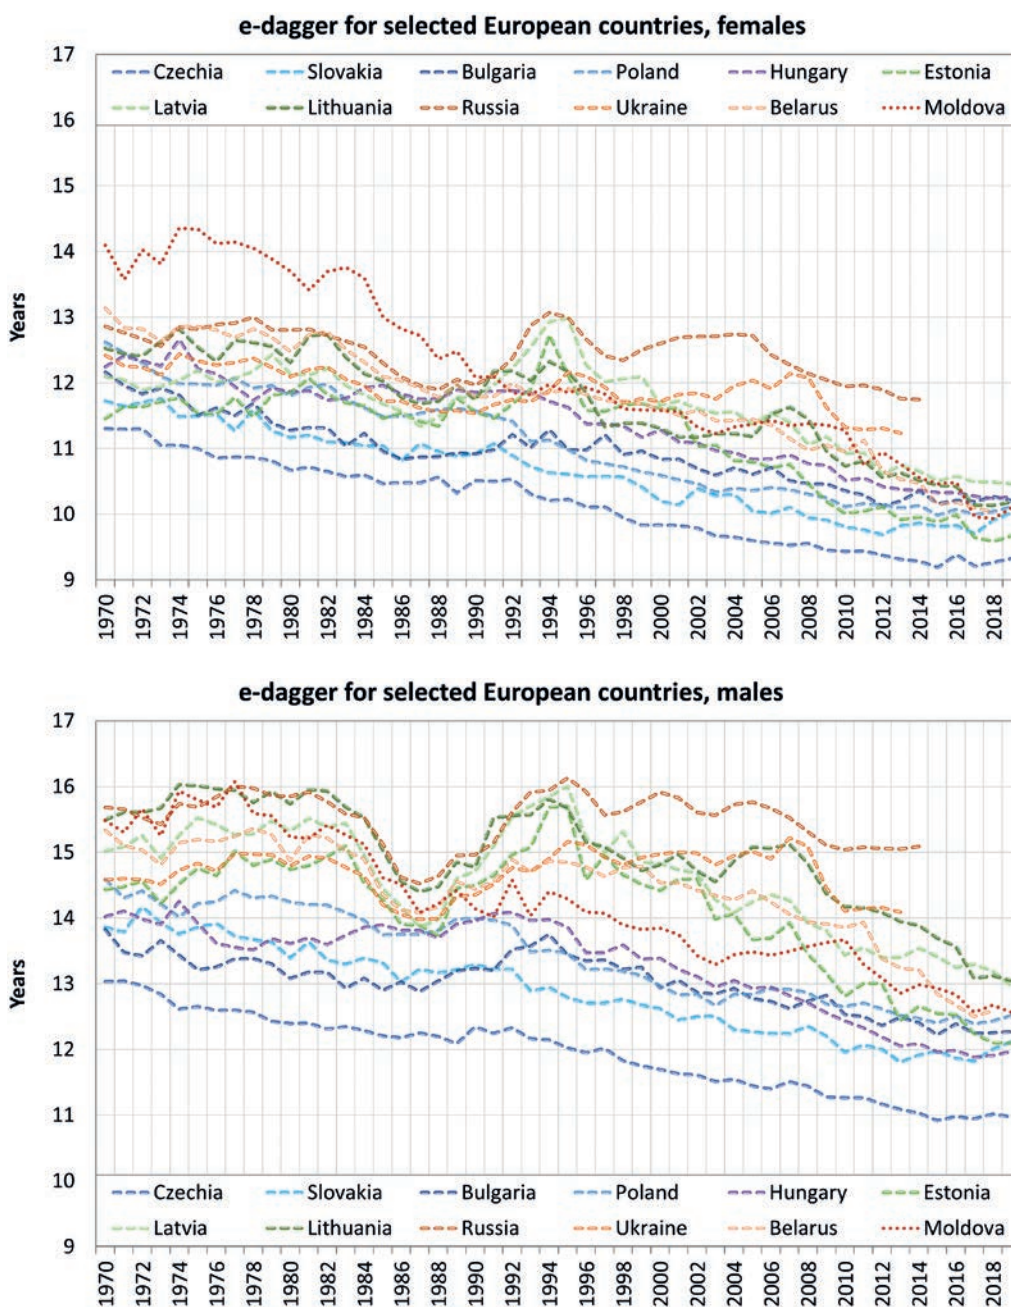 e-dagger for selected European countries, females
17
Czechia Slovakia Bulgaria Poland Hungary Estonia
Latvia Lithuania Russia Ukraine Belarus Moldova
16
15
14
13
12
11
10
9
Years
1970 1972 1974 1976 1978 1980 1982 1984 1986 1988 1990 1992 1994 1996 1998 2000 2002 2004 2006 2008 2010 2012 2014 2016 2018
e-dagger for selected European countries, males
17
16
15
14
13
12
11
10
Years
Czechia Slovakia Bulgaria Poland Hungary Estonia
Latvia Lithuania Russia Ukraine Belarus Moldova
9
1970 1972 1974 1976 1978 1980 1982 1984 1986 1988 1990 1992 1994 1996 1998 2000 2002 2004 2006 2008 2010 2012 2014 2016 2018